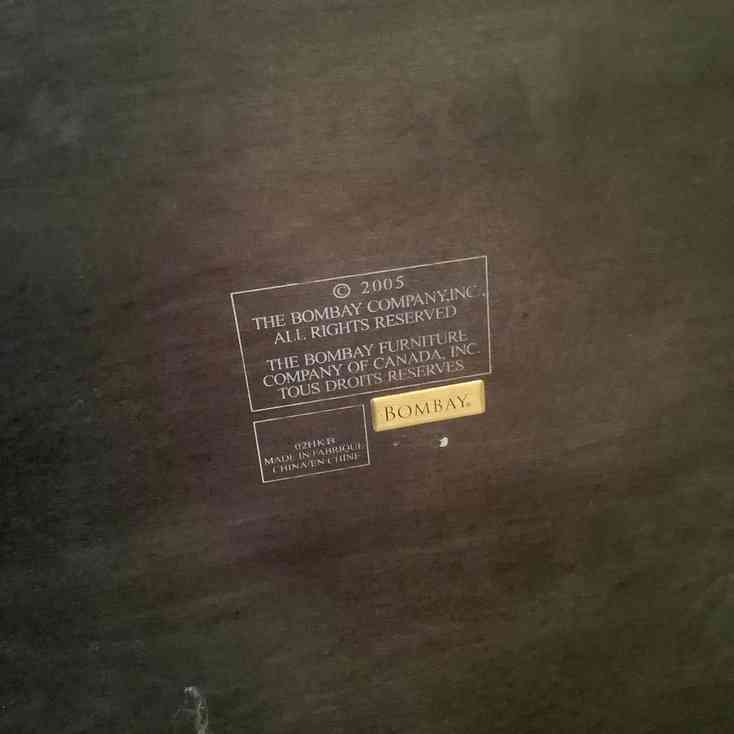 © 2005
THE BOMBAY COMPANY,INC.
ALL RIGHTS RESERVED
THE BOMBAY FURNITURE
COMPANY OF CANADA, INC.
TOUS DROITS RESERVES
BOMBAY®
02HKB
MADE IN/FABRIQUE
CHINA/EN CHINE